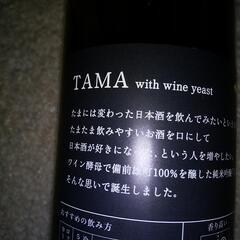 TAMA with wine yeast
たまには変わった日本酒を飲んでみたいという
たまたま飲みやすいお酒を口にして
日本酒が好きになった、という人を増やしたい
ワイン酵母で備前雄町100%を醸した純米吟醸
そんな思いで誕生しました。
おすすめの飲み方
香り高い